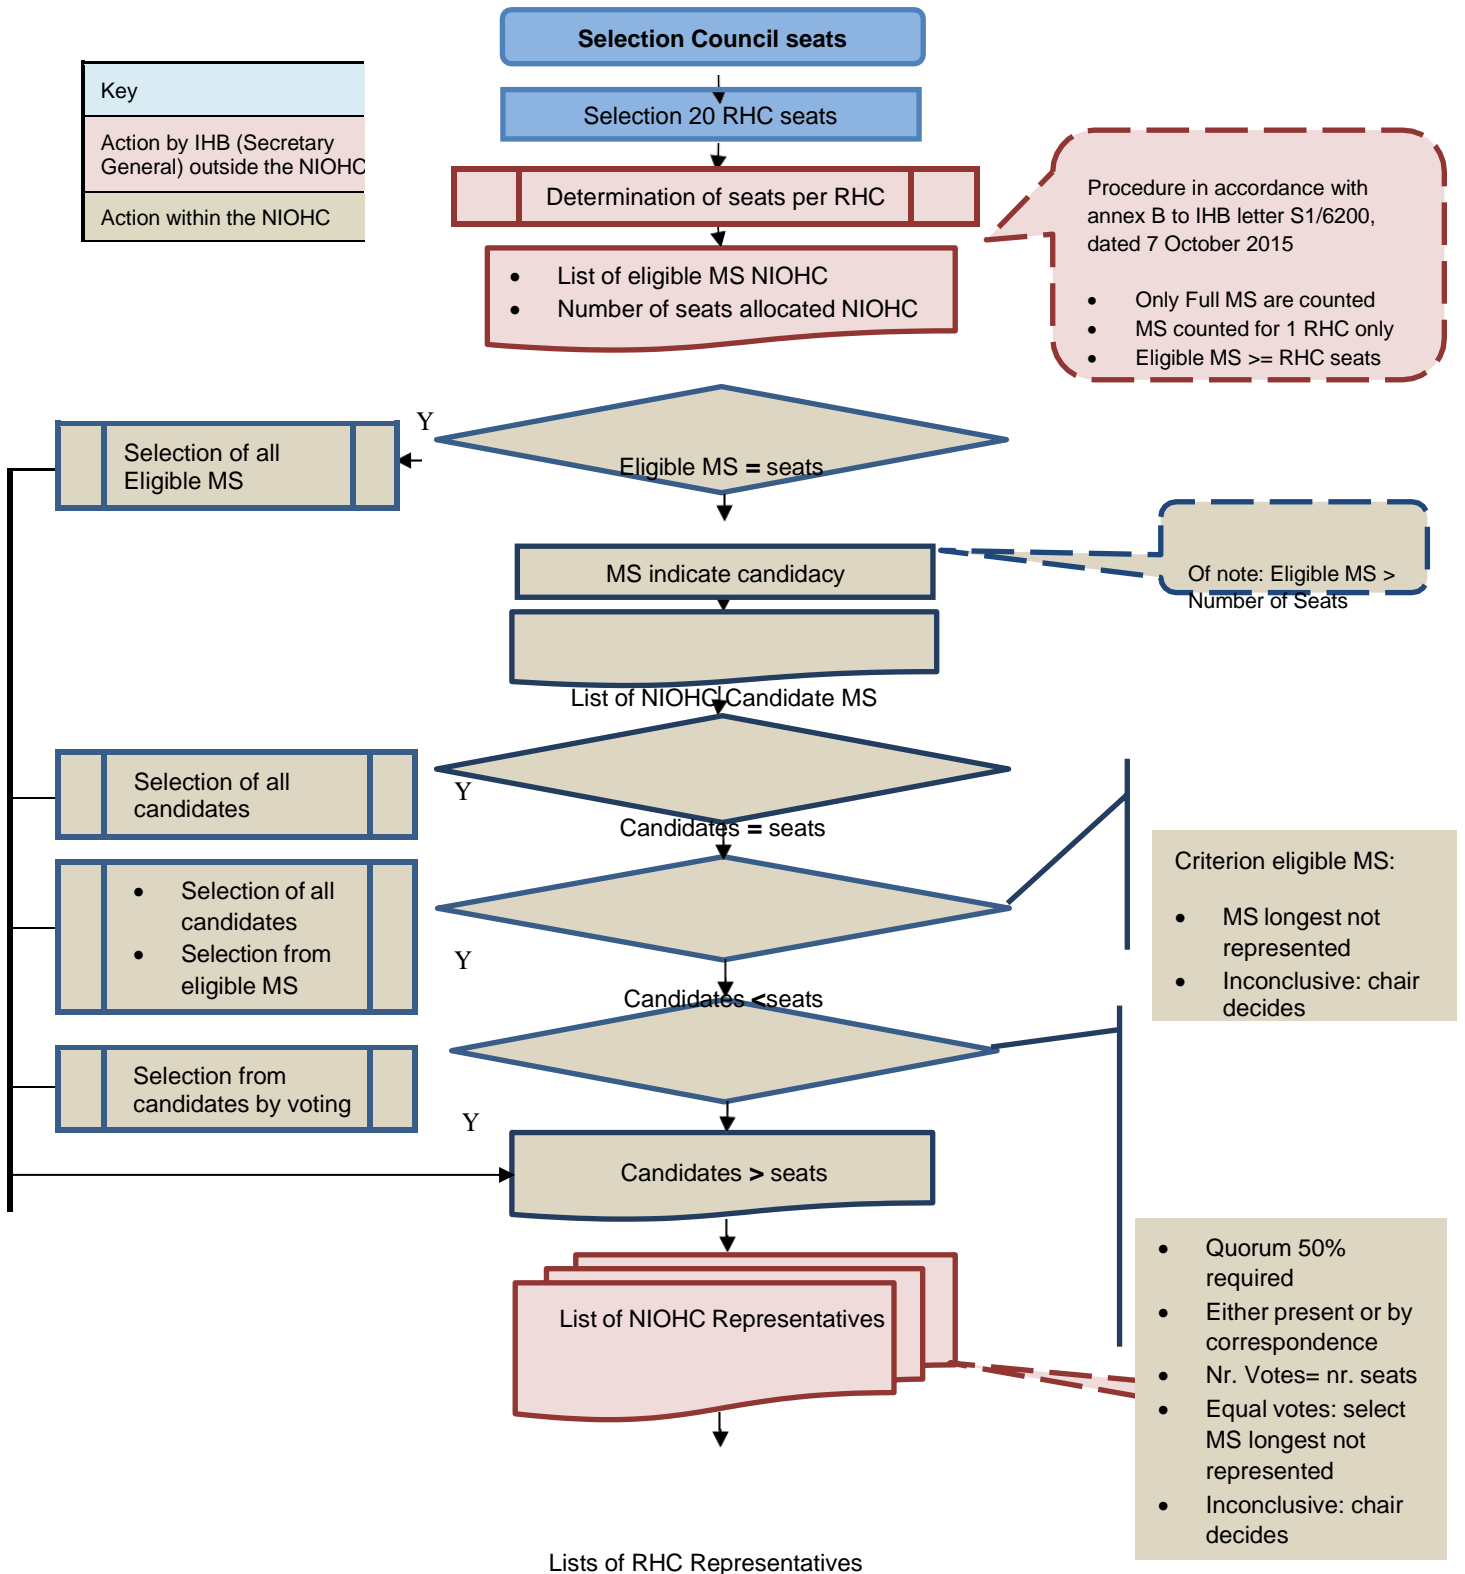 Selection Council seats
Key
Action by IHB (Secretary
General) outside the NIOHC
Action within the NIOHC
Selection 20 RHC seats
Determination of seats per RHC
• List of eligible MS NIOHC
• Number of seats allocated NIOHC
Procedure in accordance with
annex B to IHB letter S1/6200,
dated 7 October 2015
• Only Full MS are counted
• MS counted for 1 RHC only
• Eligible MS >= RHC seats
Y
Selection of all
Eligible MS
Eligible MS = seats
MS indicate candidacy
Of note: Eligible MS >
Number of Seats
List of NIOHC Candidate MS
Selection of all
candidates
Y
Candidates = seats
• Selection of all
candidates
• Selection from
eligible MS
Y
Candidates <seats
Criterion eligible MS:
• MS longest not
represented
• Inconclusive: chair
decides
Selection from
candidates by voting
Y
Candidates > seats
List of NIOHC Representatives
• Quorum 50%
required
• Either present or by
correspondence
• Nr. Votes= nr. seats
• Equal votes: select
MS longest not
represented
• Inconclusive: chair
decides
Lists of RHC Representatives